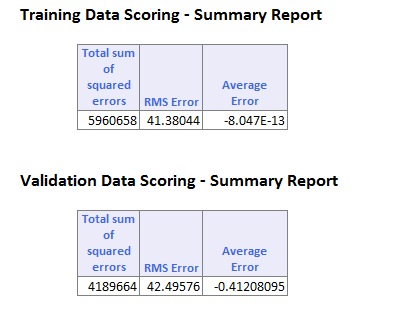 Training Data Scoring - Summary Report
Total sum
of
squared Average
errors RMS Error Error
5960658 41.38044 -8.047E-13
Validation Data Scoring - Summary Report
Total sum
of
squared Average
errors RMS Error Error
4189664 42.49576 -0.41208095